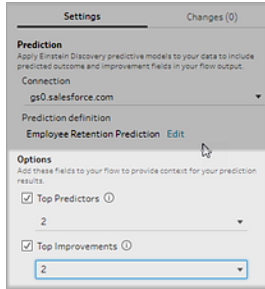 Settings
Changes (0)
Prediction
Apply Einstein Discovery predictive models to your data to include
predicted outcome and improvement fields in your flow output.
Connection
gs0.salesforce.com
Prediction definition
Employee Retention Prediction Edit
Options
Add these fields to your flow to provide context for your prediction
results.
Top Predictors
2
Top Improvements
2